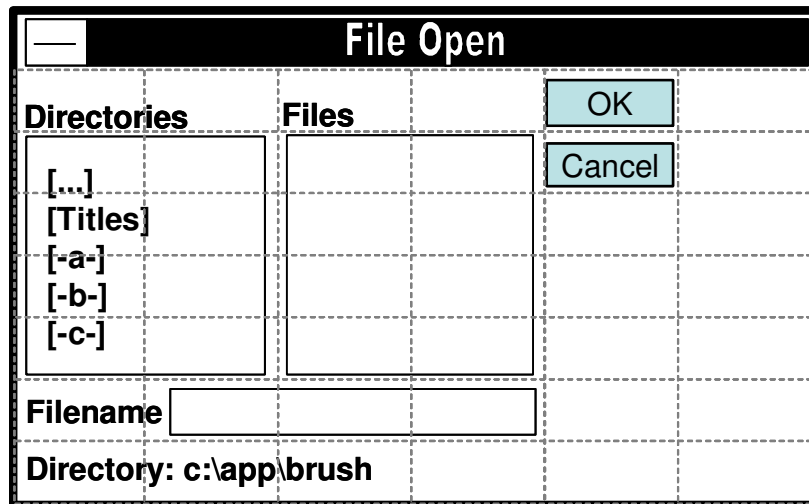 File Open
Directories Files
OK
Cancel
[...]
[Titles]
[-a-]
[-b-]
[-c-]
Filename
Directory: c:\app\brush